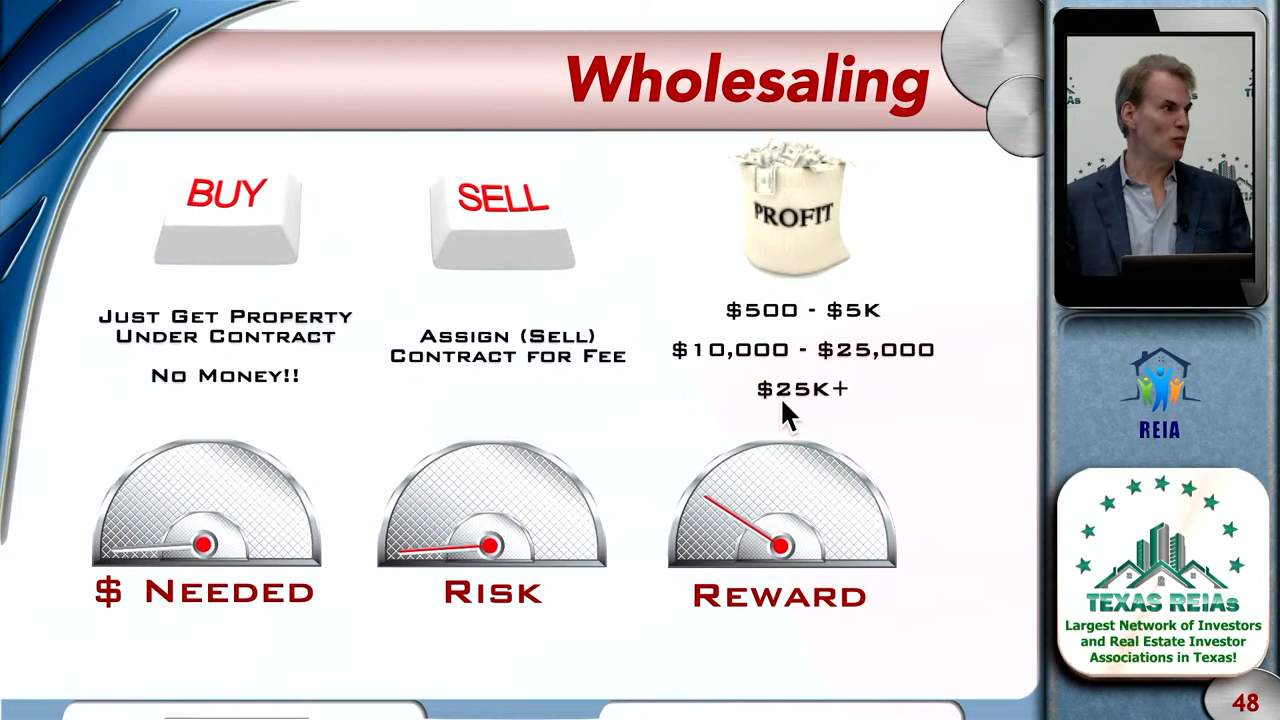 Wholesaling
BUY
SELL
PROFIT
Just Get Property
Under Contract
No Money!!
Assign (Sell)
Contract for Fee
$500 - $5K
$10,000 - $25,000
$25K+
$ Needed
Risk
Reward
REIA
TEXAS REIAs
Largest Network of Investors
and Real Estate Investor
Associations in Texas!
48